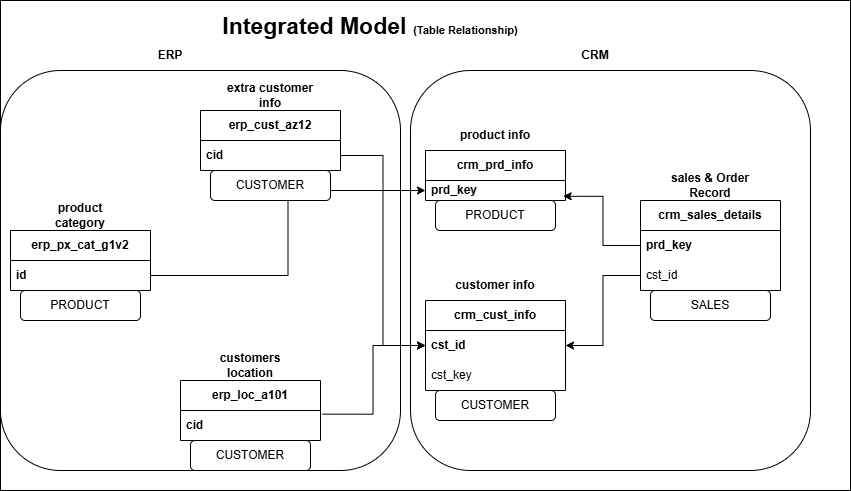 Integrated Model (Table Relationship)
ERP
CRM
extra customer
info
erp_cust_az12
cid
CUSTOMER
product
category
erp_px_cat_g1v2
id
PRODUCT
customers
location
erp_loc_a101
cid
CUSTOMER
product info
crm_prd_info
prd_key
PRODUCT
customer info
crm_cust_info
cst_id
cst_key
CUSTOMER
sales & Order
Record
crm_sales_details
prd_key
cst_id
SALES